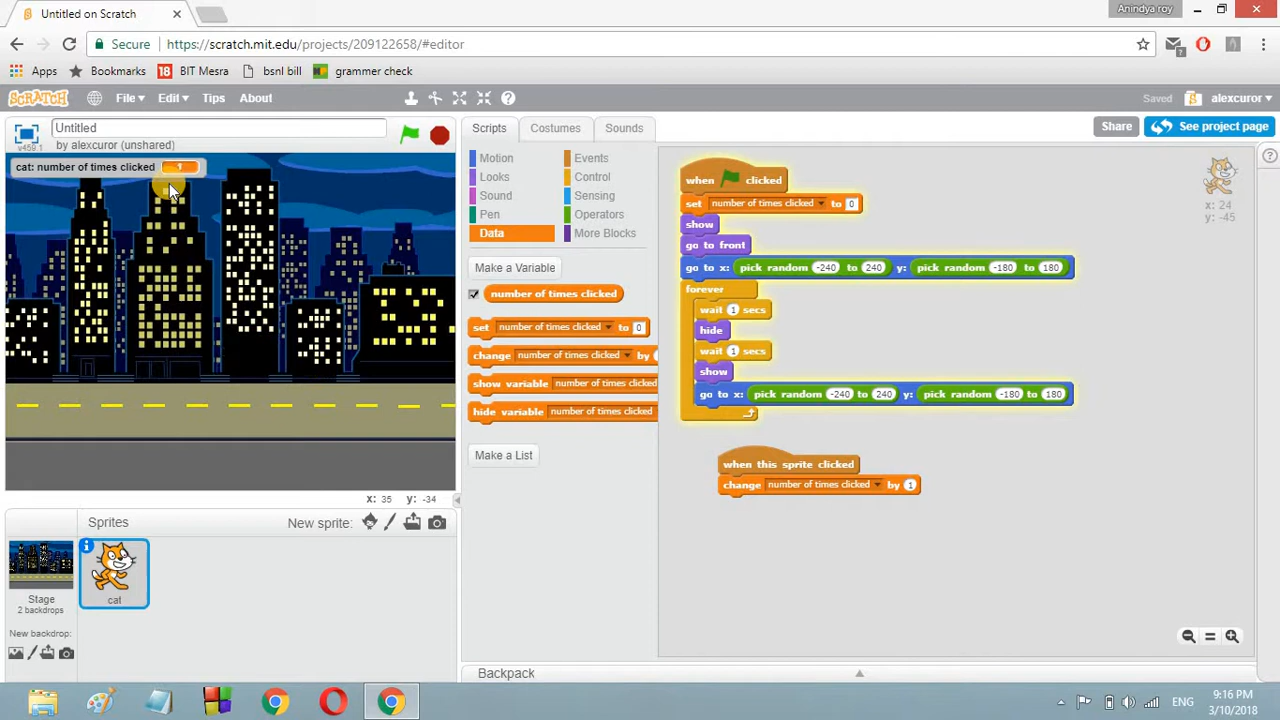 Untitled on Scratch
Anindya roy
Secure
https://scratch.mit.edu/projects/209122658/#editor
Apps
Bookmarks
18
BIT Mesra
bsnl bill
grammer check
SCRATCH
File
Edit
Tips
About
Saved
alexcuror
v459.1
Untitled
by alexcuror (unshared)
Scripts
Costumes
Sounds
Share
See project page
cat: number of times clicked 1
Motion
Events
Looks
Control
Sound
Sensing
Pen
Operators
Data
More Blocks
Make a Variable
number of times clicked
set number of times clicked to 0
change number of times clicked by
show variable number of times clicked
hide variable number of times clicked
Make a List
when clicked
set number of times clicked to 0
show
go to front
go to x: pick random -240 to 240 y: pick random -180 to 180
forever
wait 1 secs
hide
wait 1 secs
show
go to x: pick random -240 to 240 y: pick random -180 to 180
when this sprite clicked
change number of times clicked by 1
x: 24
y: -45
x: 35 y: -34
Sprites
New sprite:
Stage
2 backdrops
New backdrop:
cat
Backpack
ENG
9:16 PM
3/10/2018